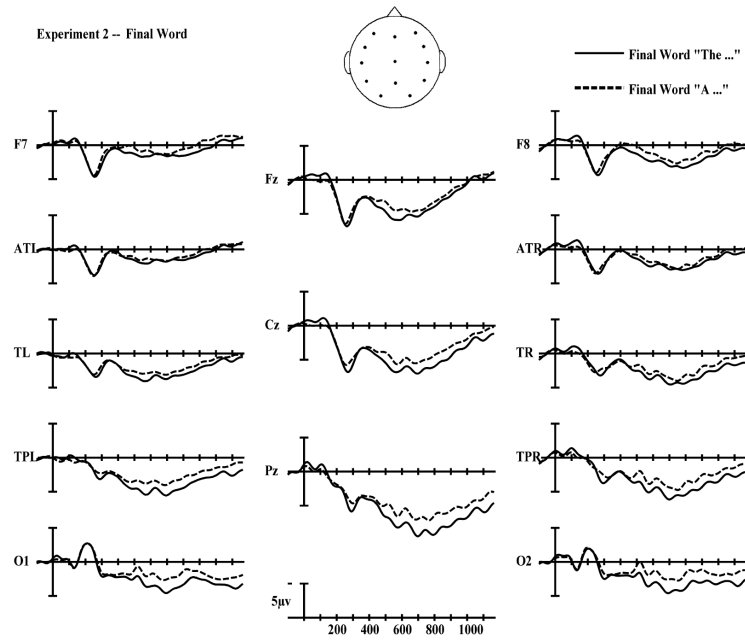 Experiment 2 -- Final Word
Final Word "The ..."
Final Word "A ..."
F7
Fz
F8
ATL
ATR
Cz
TL
TR
TPL
Pz
TPR
O1
O2
5μv
200 400 600 800 1000